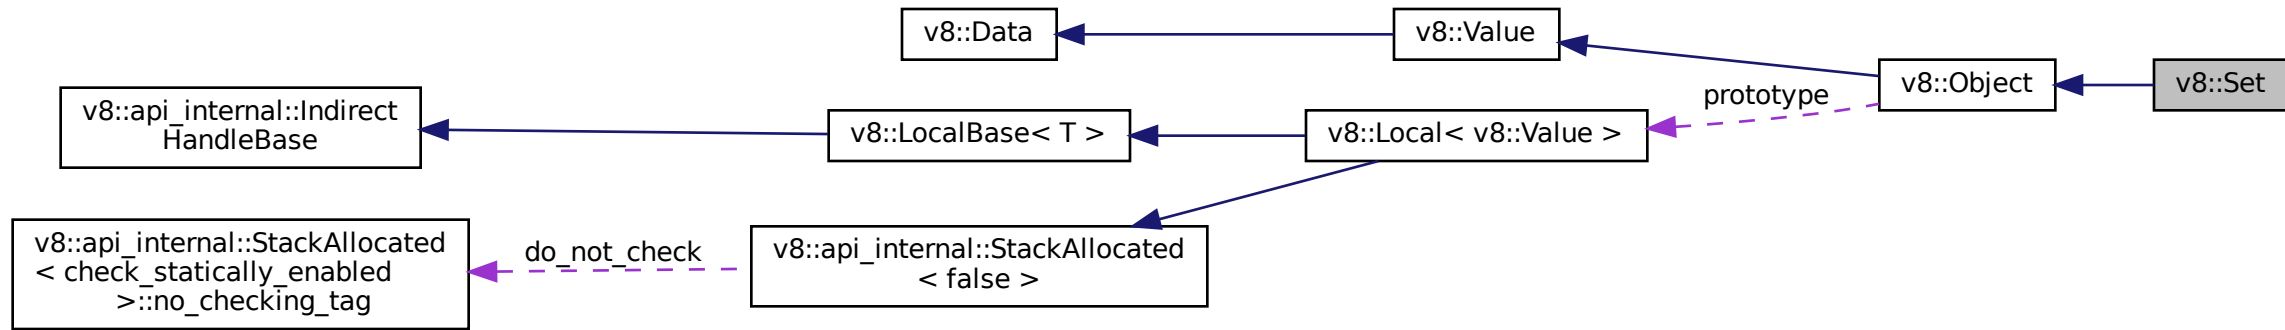 v8::Data
v8::Value
v8::Object
v8::Set
prototype
v8::api_internal::Indirect
HandleBase
v8::LocalBase< T >
v8::Local< v8::Value >
v8::api_internal::StackAllocated
< check_statically_enabled
>::no_checking_tag
do_not_check
v8::api_internal::StackAllocated
< false >